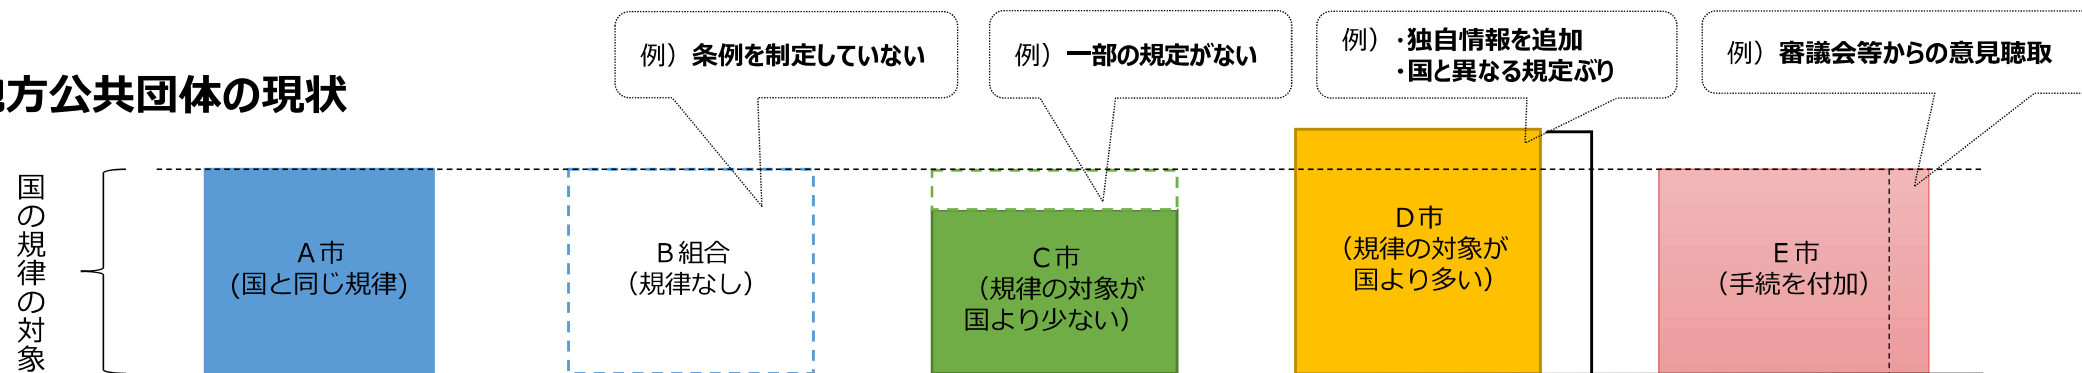 例）条例を制定していない
例）一部の規定がない
例）・独自情報を追加
・国と異なる規定ぶり
例）審議会等からの意見聴取
方公共団体の現状
国の規律の対象
A市
（国と同じ規律）
B組合
（規律なし）
C市
（規律の対象が
国より少ない）
D市
（規律の対象が
国より多い）
E市
（手続を付加）